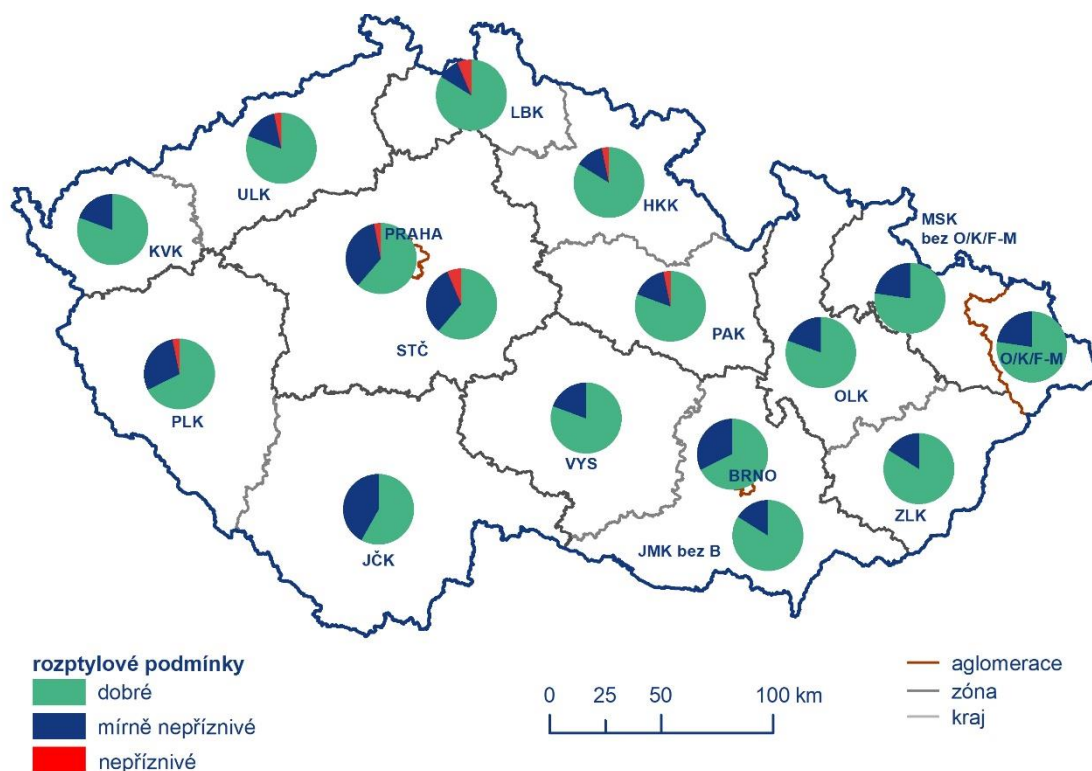 LBK
ULK
HKK
KVK
PRAHA
MSK
bez O/K/F-M
STČ
PAK
O/K/F-M
OLK
PLK
VYS
BRNO
ZLK
JČK
JMK bez B
rozptylové podmínky
dobré
mírně nepříznivé
nepříznivé
0 25 50 100 km
aglomerace
zóna
kraj